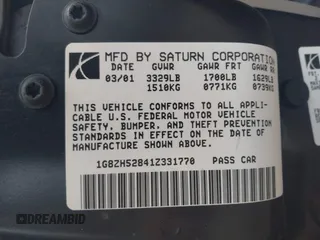 MFD BY SATURN CORPORATION
DATE GVWR GAWR FRT GAWR RR
03/01 3329LB 1700LB 1629LB
1510KG 0771KG 0739KG
THIS VEHICLE CONFORMS TO ALL APPLI-
CABLE U.S. FEDERAL MOTOR VEHICLE
SAFETY, BUMPER, AND THEFT PREVENTION
STANDARDS IN EFFECT ON THE DATE OF
MANUFACTURE SHOWN ABOVE.
1G8ZH52841Z331770 PASS CAR
DREAMBID